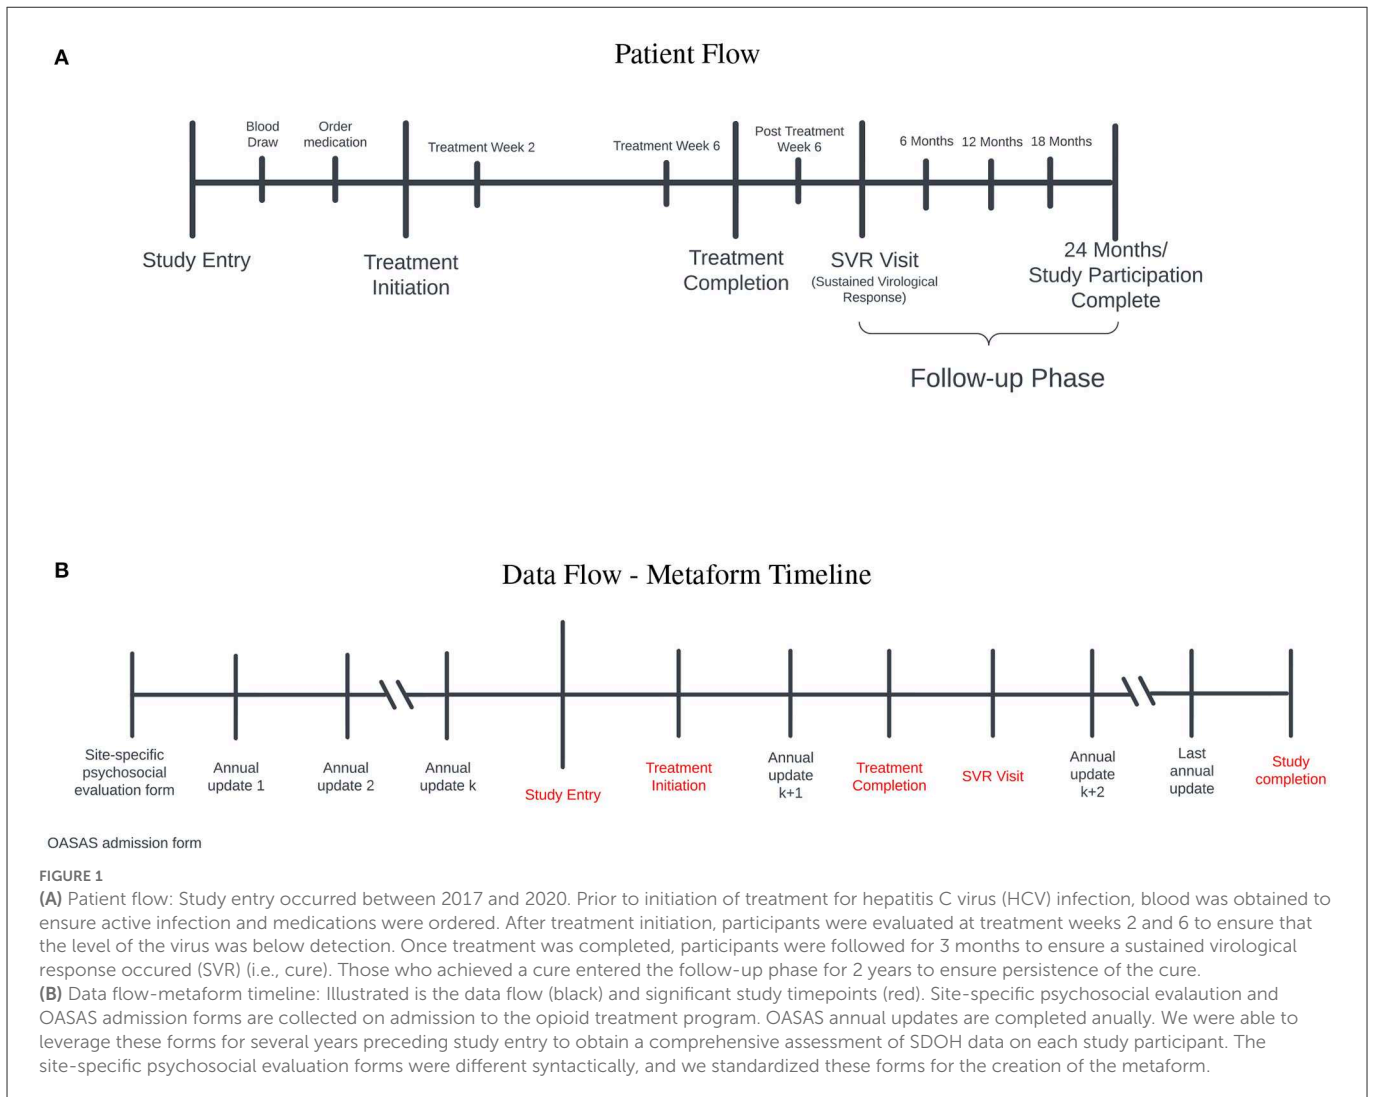 A
Patient Flow
Blood
Draw
Order
medication
Treatment Week 2
Treatment Week 6
Post Treatment
Week 6
6 Months
12 Months
18 Months
Study Entry
Treatment
Initiation
Treatment
Completion
SVR Visit
(Sustained Virological
Response)
24 Months/
Study Participation
Complete
Follow-up Phase
B
Data Flow - Metaform Timeline
Site-specific
psychosocial
evaluation form
Annual
update 1
Annual
update 2
Annual
update k
Study Entry
Treatment
Initiation
Annual
update
k+1
Treatment
Completion
SVR Visit
Annual
update
k+2
Last
annual
update
Study
completion
OASAS admission form
FIGURE 1
(A) Patient flow: Study entry occurred between 2017 and 2020. Prior to initiation of treatment for hepatitis C virus (HCV) infection, blood was obtained to
ensure active infection and medications were ordered. After treatment initiation, participants were evaluated at treatment weeks 2 and 6 to ensure that
the level of the virus was below detection. Once treatment was completed, participants were followed for 3 months to ensure a sustained virological
response occured (SVR) (i.e., cure). Those who achieved a cure entered the follow-up phase for 2 years to ensure persistence of the cure.
(B) Data flow-metaform timeline: Illustrated is the data flow (black) and significant study timepoints (red). Site-specific psychosocial evalaution and
OASAS admission forms are collected on admission to the opioid treatment program. OASAS annual updates are completed anually. We were able to
leverage these forms for several years preceding study entry to obtain a comprehensive assessment of SDOH data on each study participant. The
site-specific psychosocial evaluation forms were different syntactically, and we standardized these forms for the creation of the metaform.